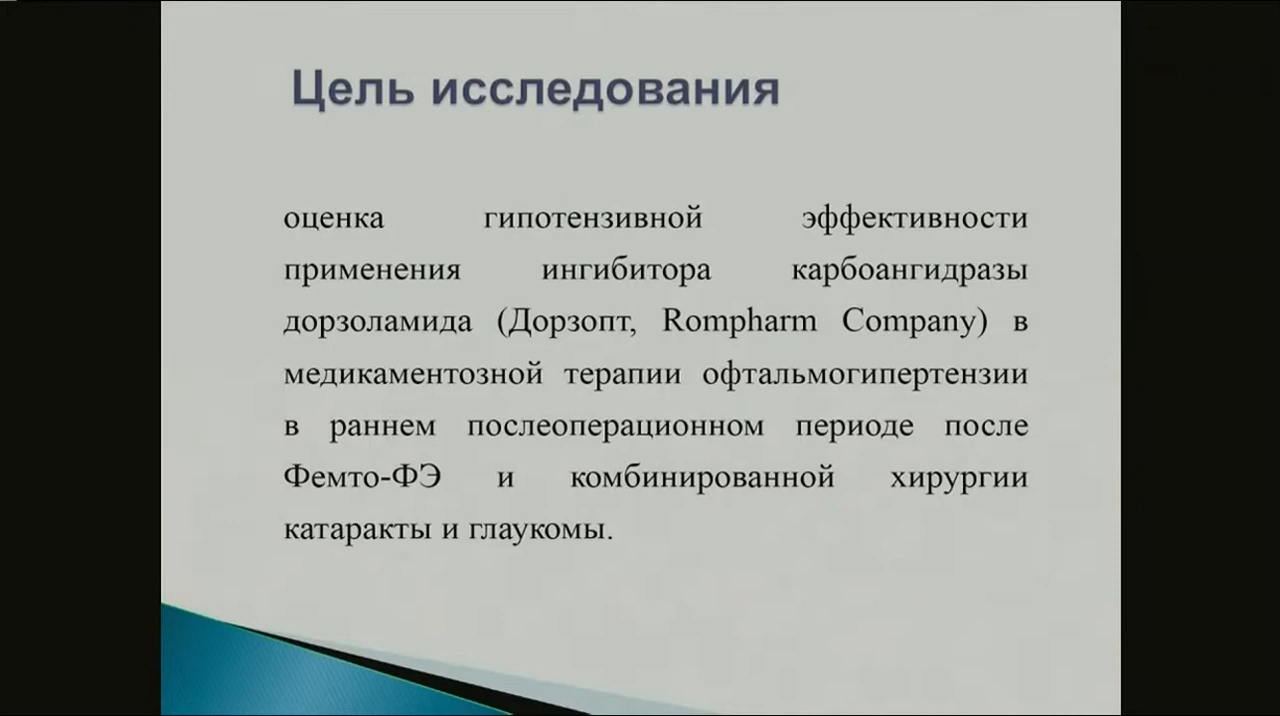 Цель исследования
оценка гипотензивной эффективности
применения ингибитора карбоангидразы
дорзоламида (Дорзопт, Rompharm Company) в
медикаментозной терапии офтальмогипертензии
в раннем послеоперационном периоде после
Фемто-ФЭ и комбинированной хирургии
катаракты и глаукомы.